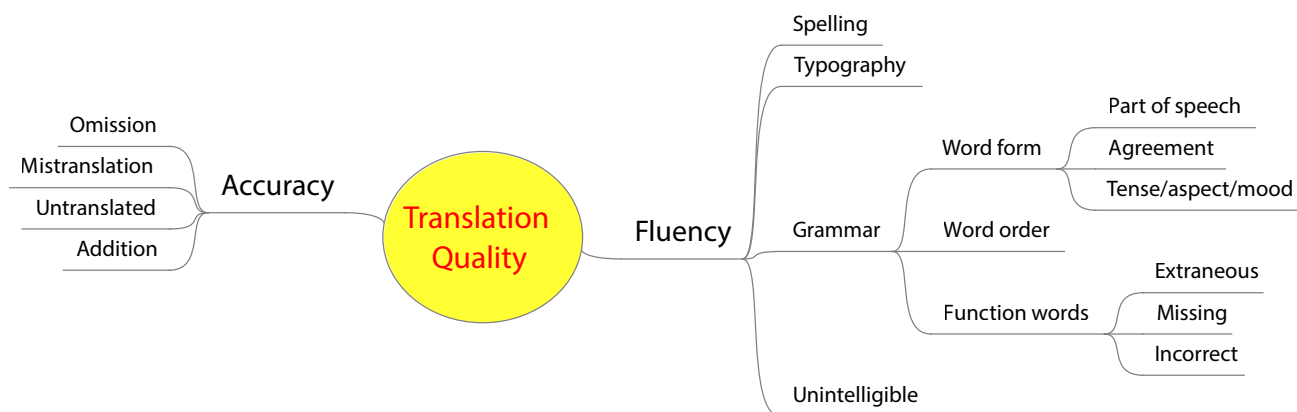 Omission
Mistranslation
Untranslated
Addition
Accuracy
Translation
Quality
Fluency
Spelling
Typography
Grammar
Unintelligible
Word form
Word order
Function words
Part of speech
Agreement
Tense/aspect/mood
Extraneous
Missing
Incorrect